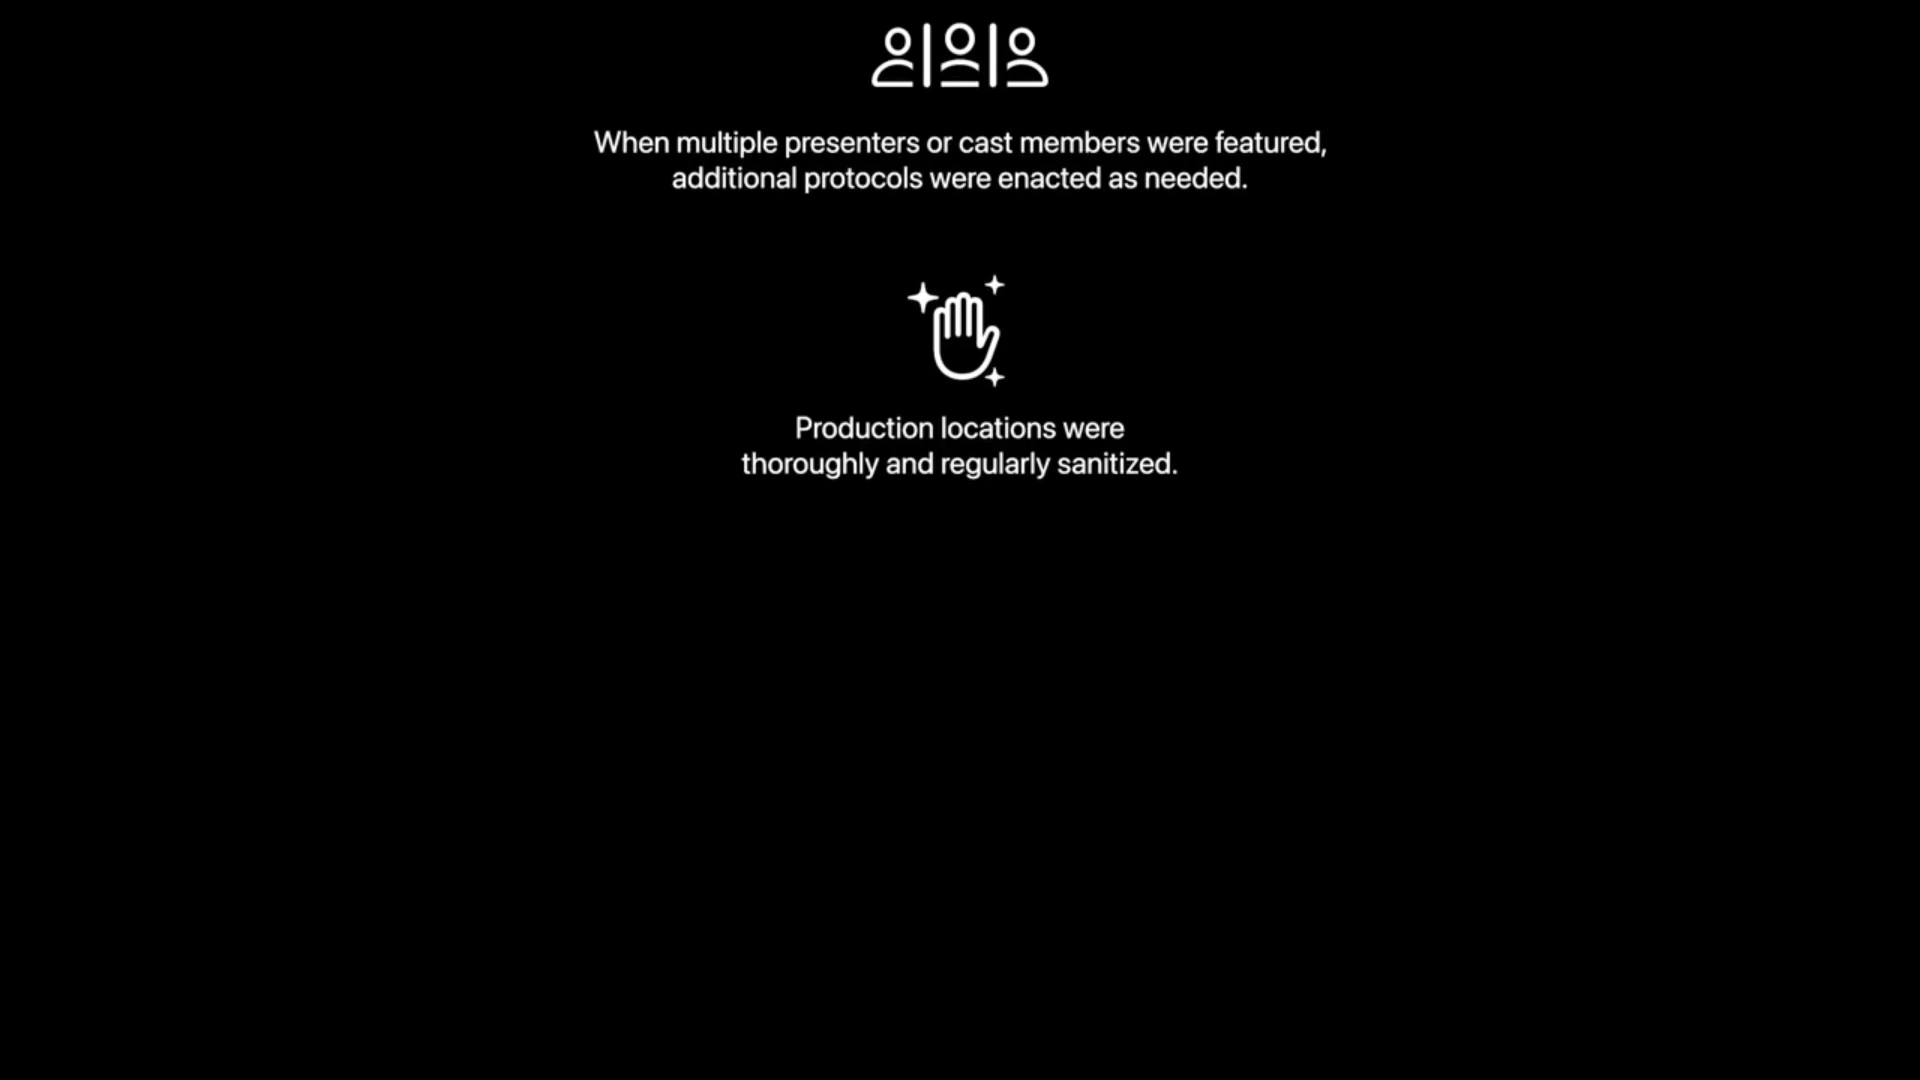 When multiple presenters or cast members were featured,
additional protocols were enacted as needed.
Production locations were
thoroughly and regularly sanitized.